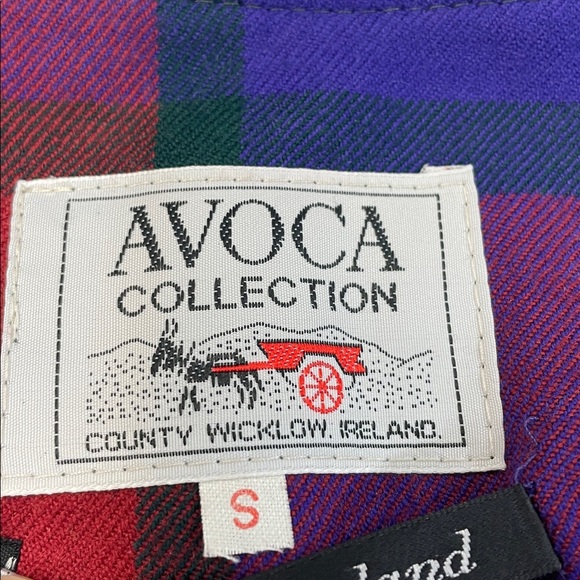 AVOCA
COLLECTION
COUNTY WICKLOW. IRELAND.
S